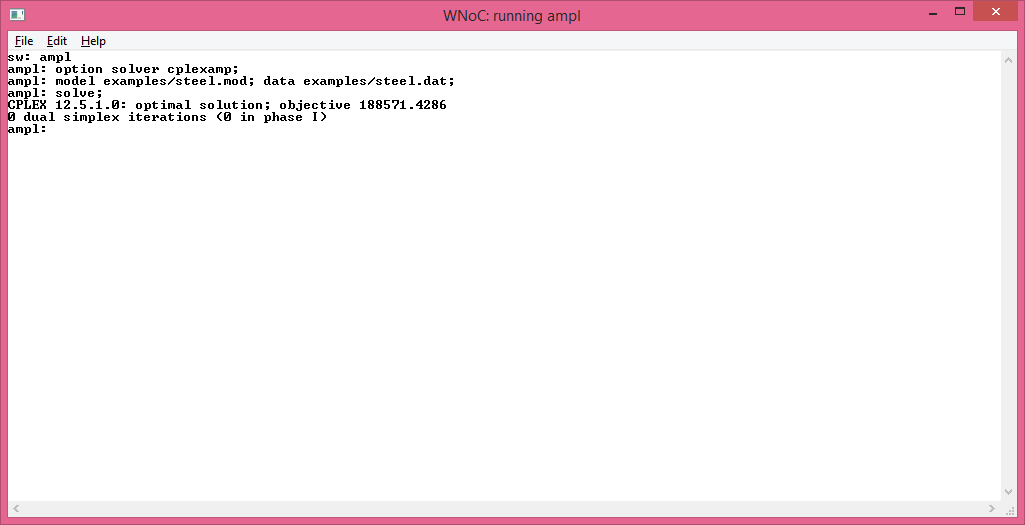 WNoC: running ampl
File Edit Help
sw: ampl
ampl: option solver cplexamp;
ampl: model examples/steel.mod; data examples/steel.dat;
ampl: solve;
CPLEX 12.5.1.0: optimal solution; objective 188571.4286
0 dual simplex iterations (0 in phase I)
ampl: